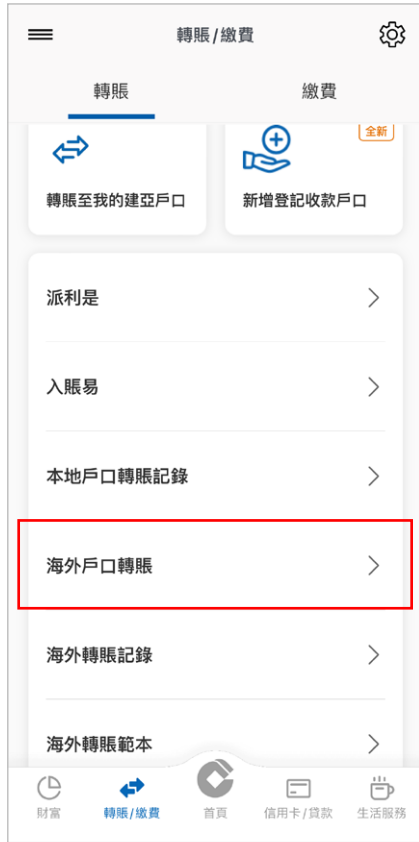 轉賬/繳費
轉賬
繳費
全新
轉賬至我的建亞戶口
新增登記收款戶口
派利是
入賬易
本地戶口轉賬記錄
海外戶口轉賬
海外轉賬記錄
海外轉賬範本
財富
轉賬/繳費
首頁
信用卡/貸款
生活服務